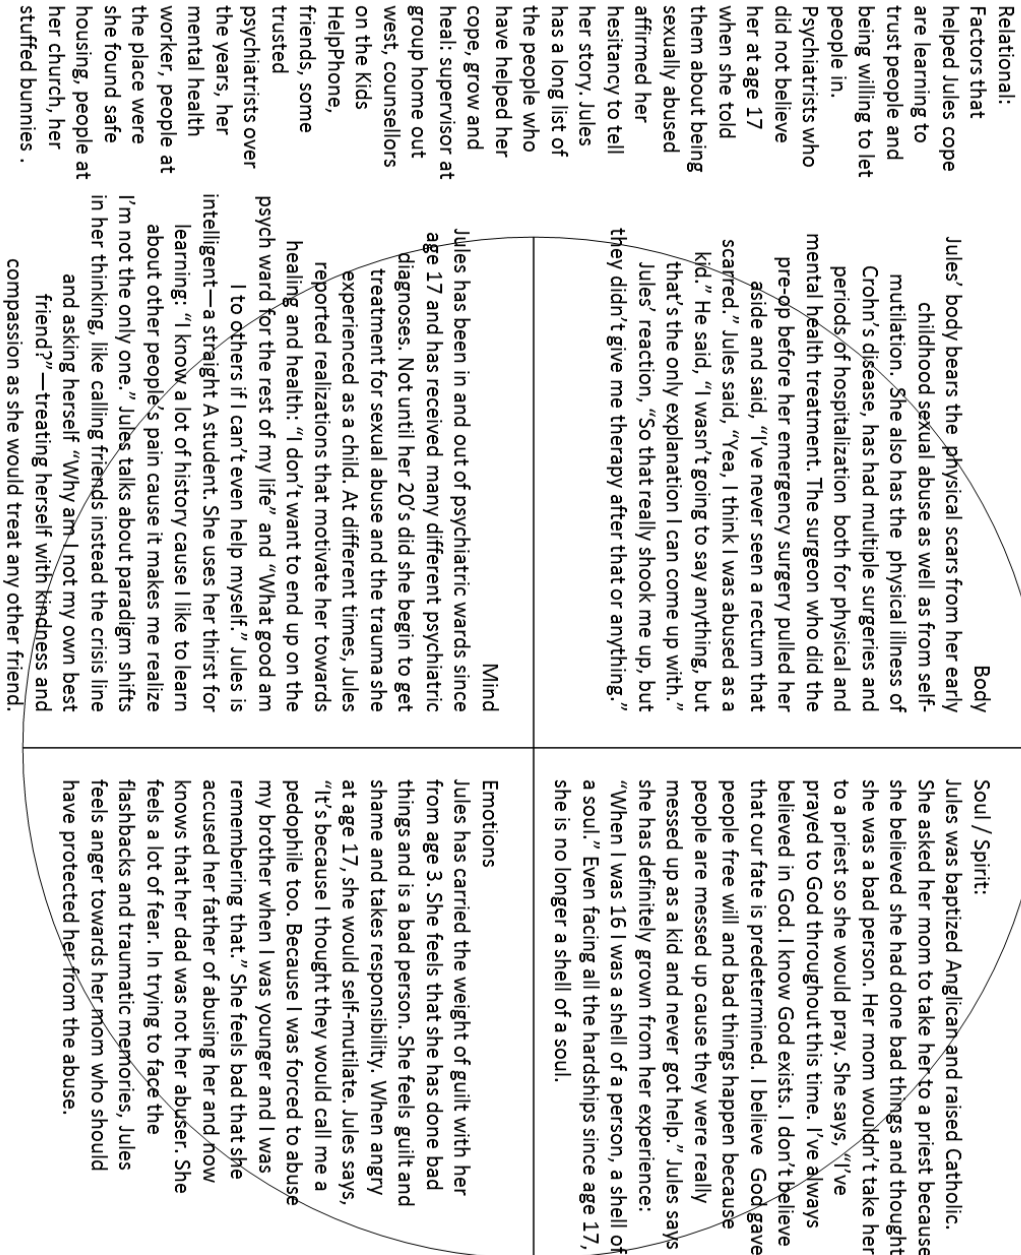 Relational:
Factors that
helped Jules cope
are learning to
trust people and
being willing to let
people in.
Psychiatrists who
did not believe
her at age 17
when she told
them about being
sexually abused
affirmed her
hesitancy to tell
her story. Jules
has a long list of
the people who
have helped her
cope, grow and
heal: supervisor at
group home out
west, counsellors
on the Kids
HelpPhone,
friends, some
trusted
psychiatrists over
the years, her
mental health
worker, people at
the place were
she found safe
housing, people at
her church, her
stuffed bunnies .
Body
Jules’ body bears the physical scars from her early
childhood sexual abuse as well as from self-
mutilation. She also has the physical illness of
Crohn’s disease, has had multiple surgeries and
periods of hospitalization both for physical and
mental health treatment. The surgeon who did the
pre-op before her emergency surgery pulled her
aside and said, “I’ve never seen a rectum that
scarred.” Jules said, “Yea, I think I was abused as a
kid.” He said, “I wasn’t going to say anything, but
that’s the only explanation I can come up with.”
Jules’ reaction, “So that really shook me up, but
they didn’t give me therapy after that or anything.”
Soul / Spirit:
Jules was baptized Anglican and raised Catholic.
She asked her mom to take her to a priest because
she believed she had done bad things and thought
she was a bad person. Her mom wouldn’t take her
to a priest so she would pray. She says, “I’ve
prayed to God throughout this time. I’ve always
believed in God. I know God exists. I don’t believe
that our fate is predetermined. I believe God gave
people free will and bad things happen because
people are messed up cause they were really
messed up as a kid and never got help.” Jules says
she has definitely grown from her experience:
“When I was 16 I was a shell of a person, a shell of
a soul.” Even facing all the hardships since age 17,
she is no longer a shell of a soul.
Mind
Jules has been in and out of psychiatric wards since
age 17 and has received many different psychiatric
diagnoses. Not until her 20’s did she begin to get
treatment for sexual abuse and the trauma she
experienced as a child. At different times, Jules
reported realizations that motivate her towards
healing and health: “I don’t want to end up on the
psych ward for the rest of my life” and “What good am
I to others if I can’t even help myself.” Jules is
intelligent—a straight A student. She uses her thirst for
learning: “I know a lot of history cause I like to learn
about other people’s pain cause it makes me realize
I’m not the only one.” Jules talks about paradigm shifts
in her thinking, like calling friends instead the crisis line
and asking herself “Why am I not my own best
friend?”—treating herself with kindness and
compassion as she would treat any other friend.
Emotions
Jules has carried the weight of guilt with her
from age 3. She feels that she has done bad
things and is a bad person. She feels guilt and
shame and takes responsibility. When angry
at age 17, she would self-mutilate. Jules says,
“It’s because I thought they would call me a
pedophile too. Because I was forced to abuse
my brother when I was younger and I was
remembering that.” She feels bad that she
accused her father of abusing her and now
knows that her dad was not her abuser. She
feels a lot of fear. In trying to face the
flashbacks and traumatic memories, Jules
feels anger towards her mom who should
have protected her from the abuse.